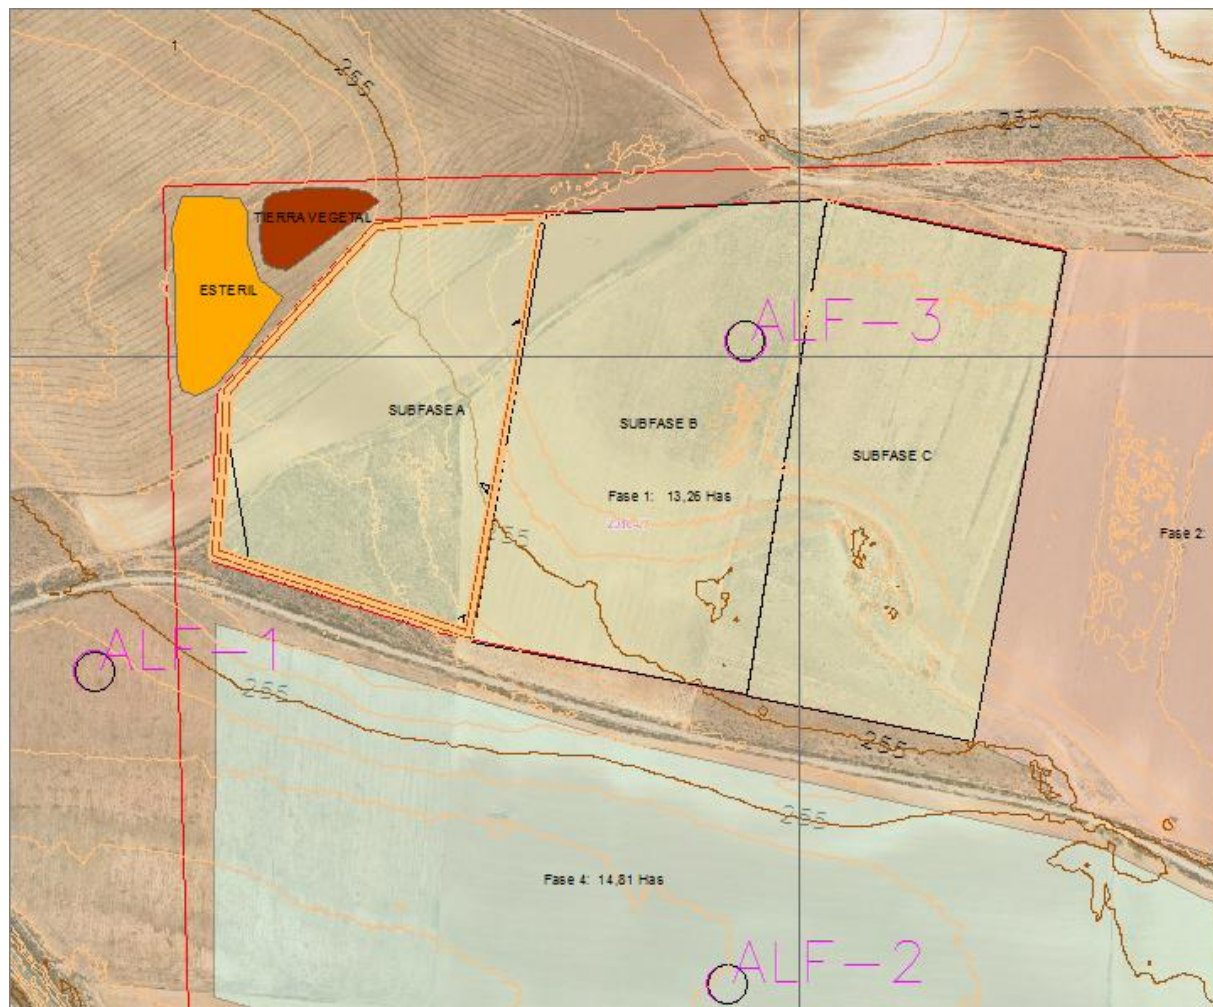 1
255
255
TIERRA VEGETAL
ESTERIL
ALF-3
SUBFASE A
SUBFASE B
SUBFASE C
Fase 1: 13,26 Has
255
Fase 2:
ALF-1
255
255
255
Fase 4: 14,81 Has
ALF-2